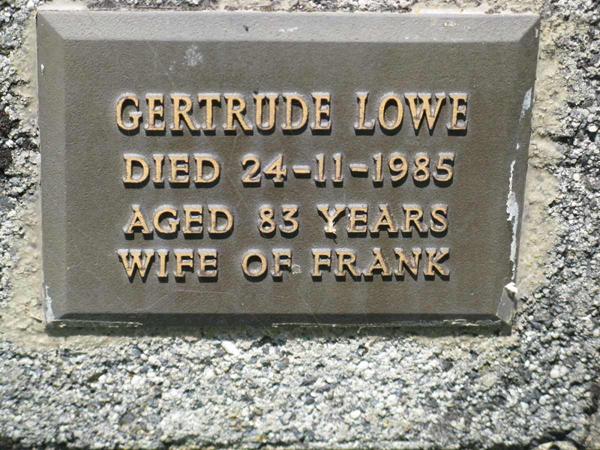 GERTRUDE LOWE
DIED 24-11-1985
AGED 83 YEARS
WIFE OF FRANK